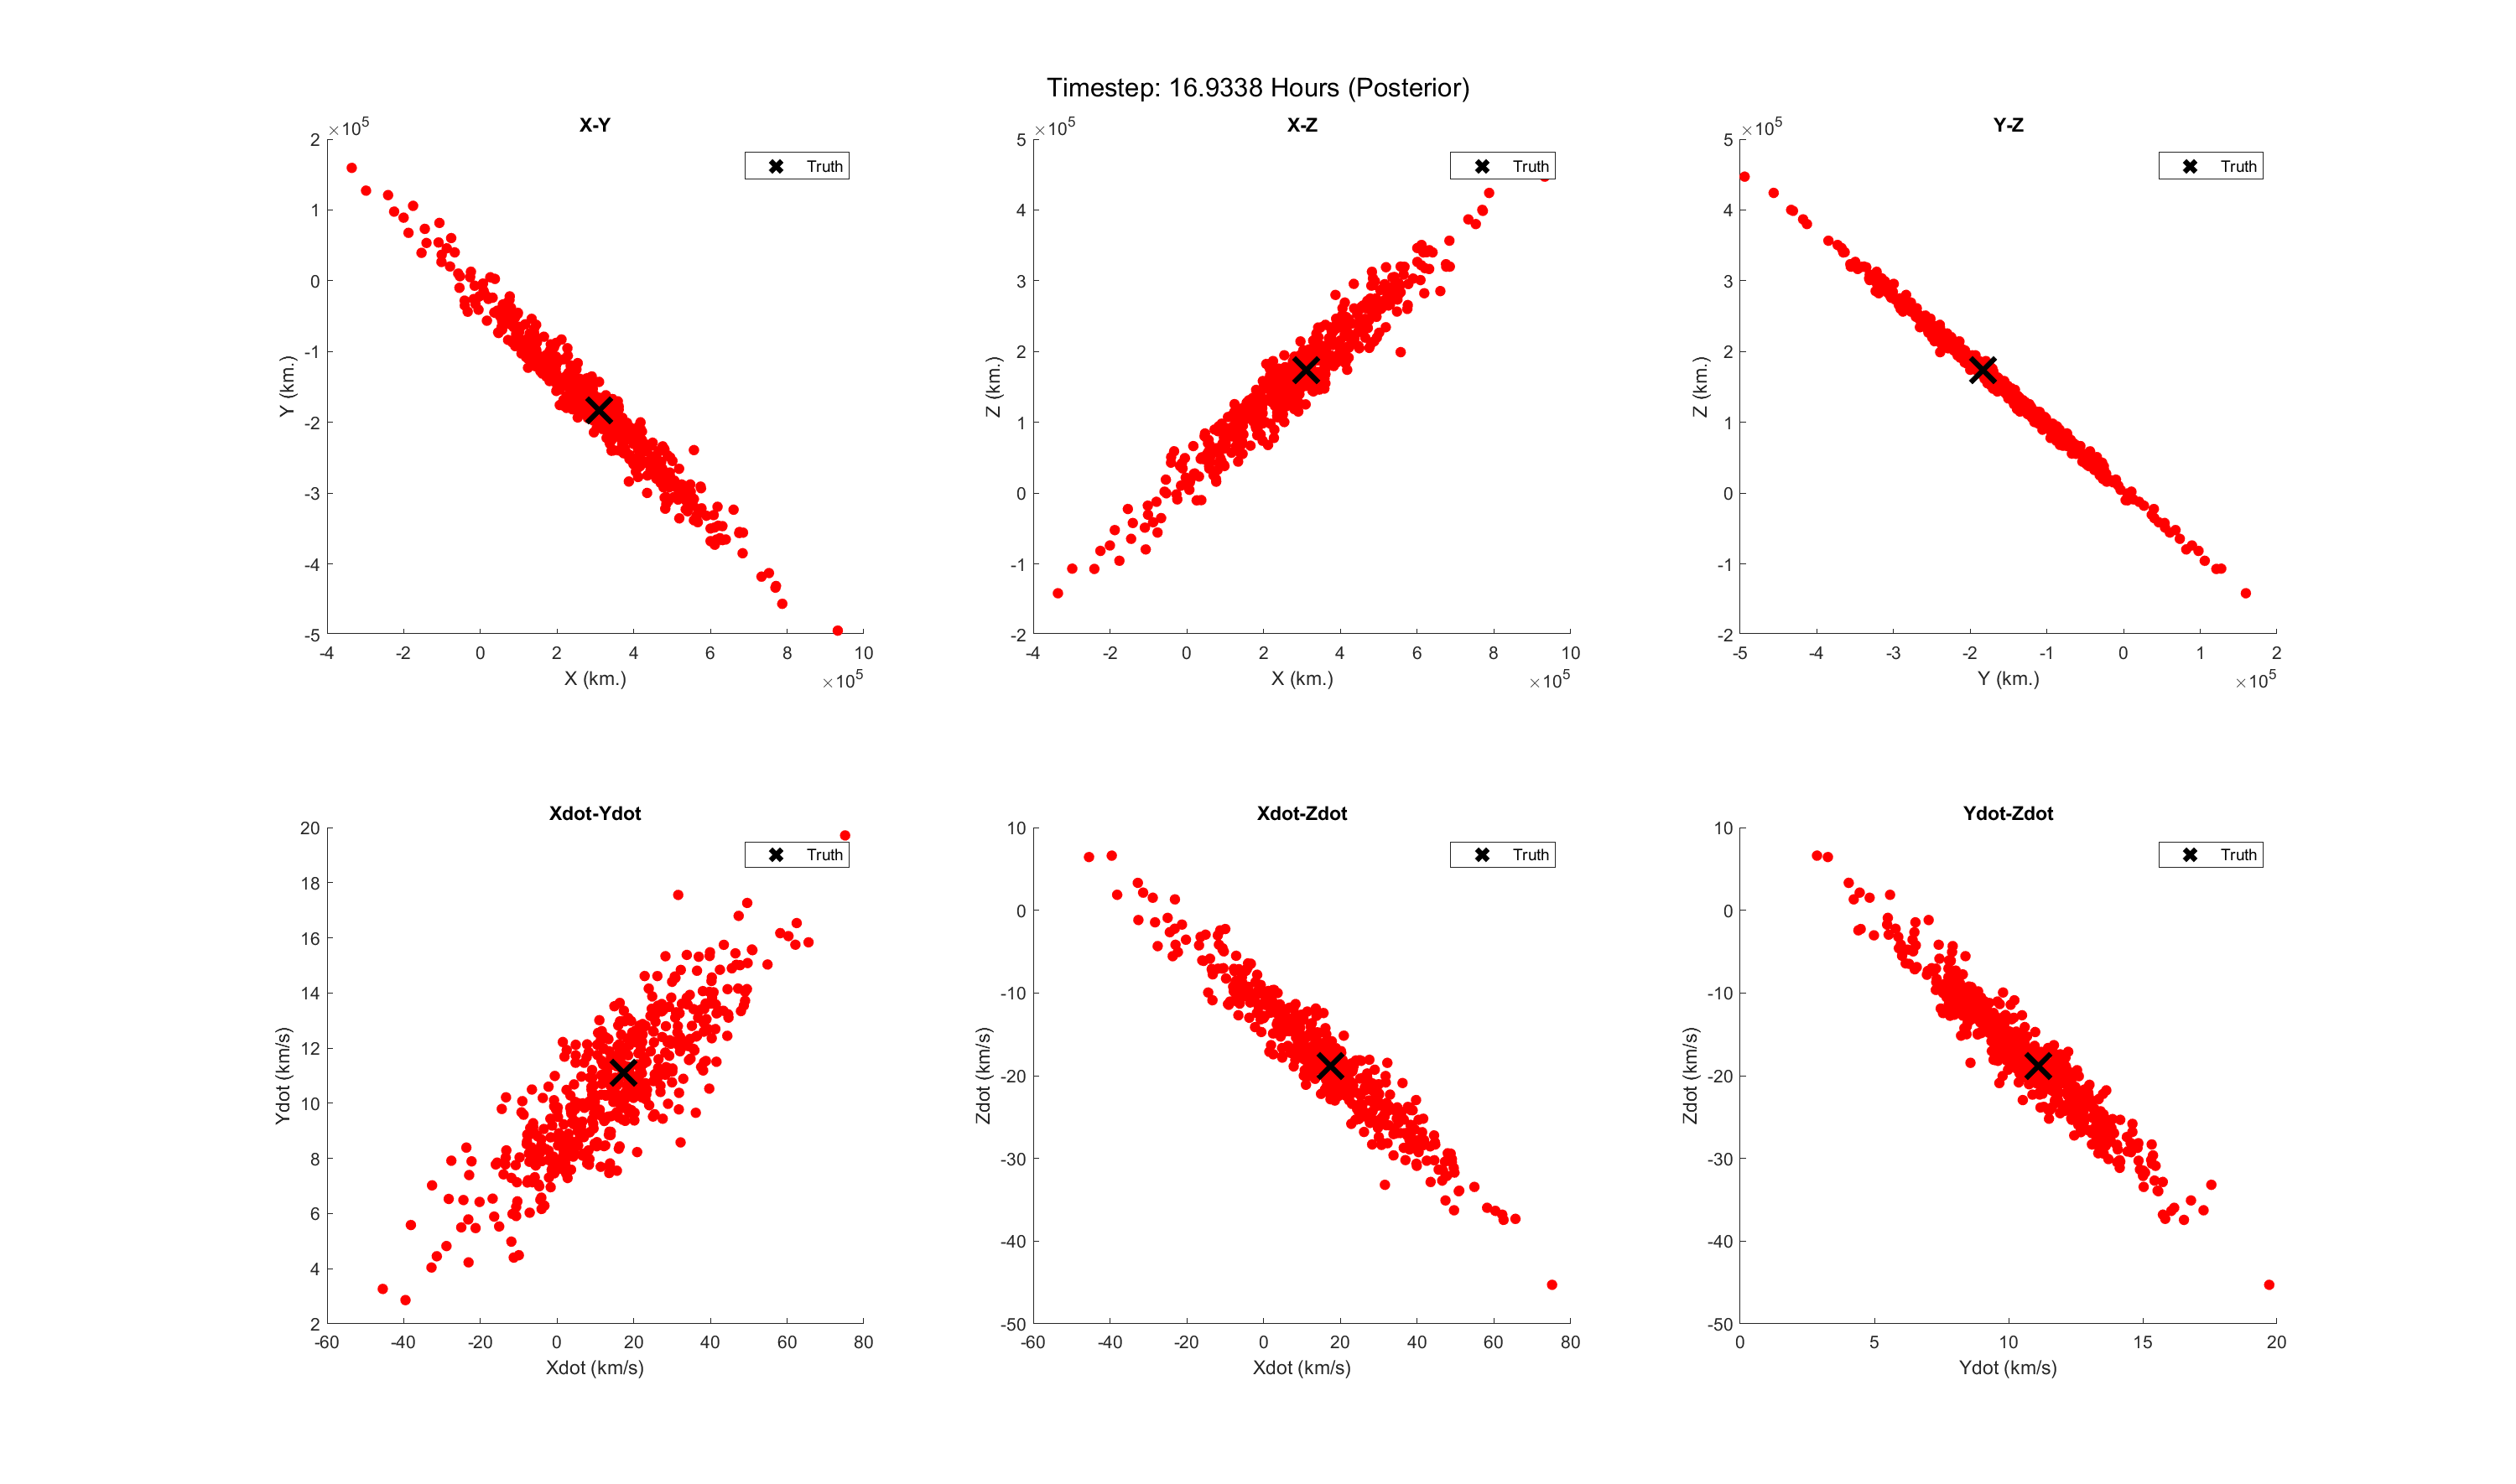 Timestep: 16.9338 Hours (Posterior)
X-Y
×10^5
Truth
2
1
0
-1
-2
-3
-4
-5
Y (km.)
-4 -2 0 2 4 6 8 10
X (km.)
×10^5
X-Z
×10^5
Truth
5
4
3
2
1
0
-1
-2
Z (km.)
-4 -2 0 2 4 6 8 10
X (km.)
×10^5
Y-Z
×10^5
Truth
5
4
3
2
1
0
-1
-2
Z (km.)
-5 -4 -3 -2 -1 0 1 2
Y (km.)
×10^5
Xdot-Ydot
Truth
20
18
16
14
12
10
8
6
4
2
Ydot (km/s)
-60 -40 -20 0 20 40 60 80
Xdot (km/s)
Xdot-Zdot
Truth
10
0
-10
-20
-30
-40
-50
Zdot (km/s)
-60 -40 -20 0 20 40 60 80
Xdot (km/s)
Ydot-Zdot
Truth
10
0
-10
-20
-30
-40
-50
Zdot (km/s)
0 5 10 15 20
Ydot (km/s)